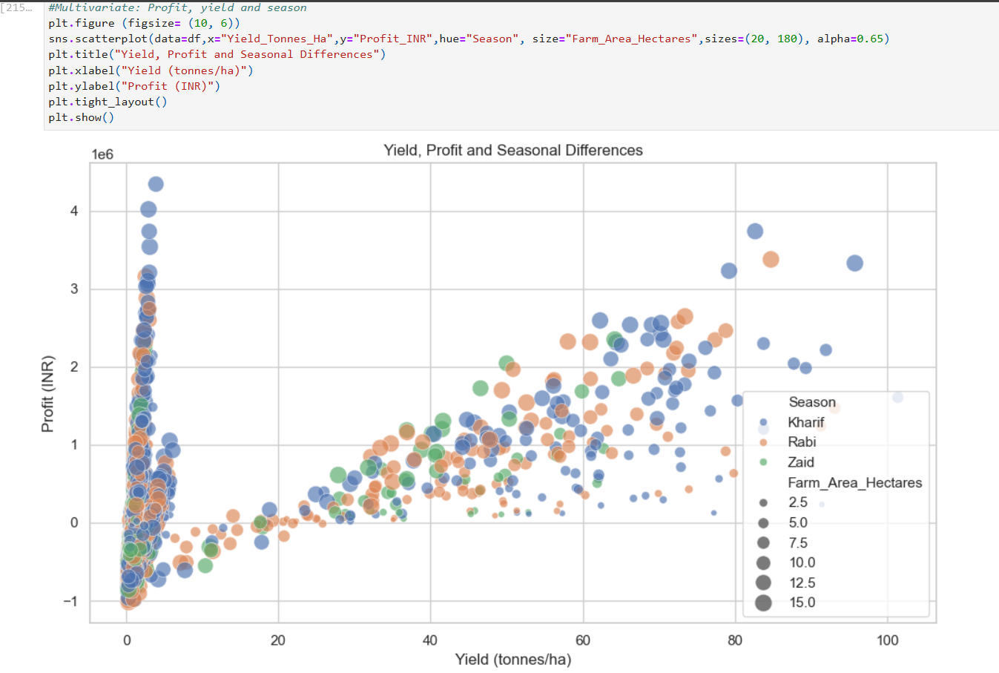 [215…
#Multivariate: Profit, yield and season
plt.figure (figsize= (10, 6))
sns.scatterplot(data=df,x="Yield_Tonnes_Ha",y="Profit_INR",hue="Season", size="Farm_Area_Hectares",sizes=(20, 180), alpha=0.65)
plt.title("Yield, Profit and Seasonal Differences")
plt.xlabel("Yield (tonnes/ha)")
plt.ylabel("Profit (INR)")
plt.tight_layout()
plt.show()
Yield, Profit and Seasonal Differences
1e6
4
3
2
1
0
−1
Profit (INR)
Season
Kharif
Rabi
Zaid
Farm_Area_Hectares
2.5
5.0
7.5
10.0
12.5
15.0
0 20 40 60 80 100
Yield (tonnes/ha)